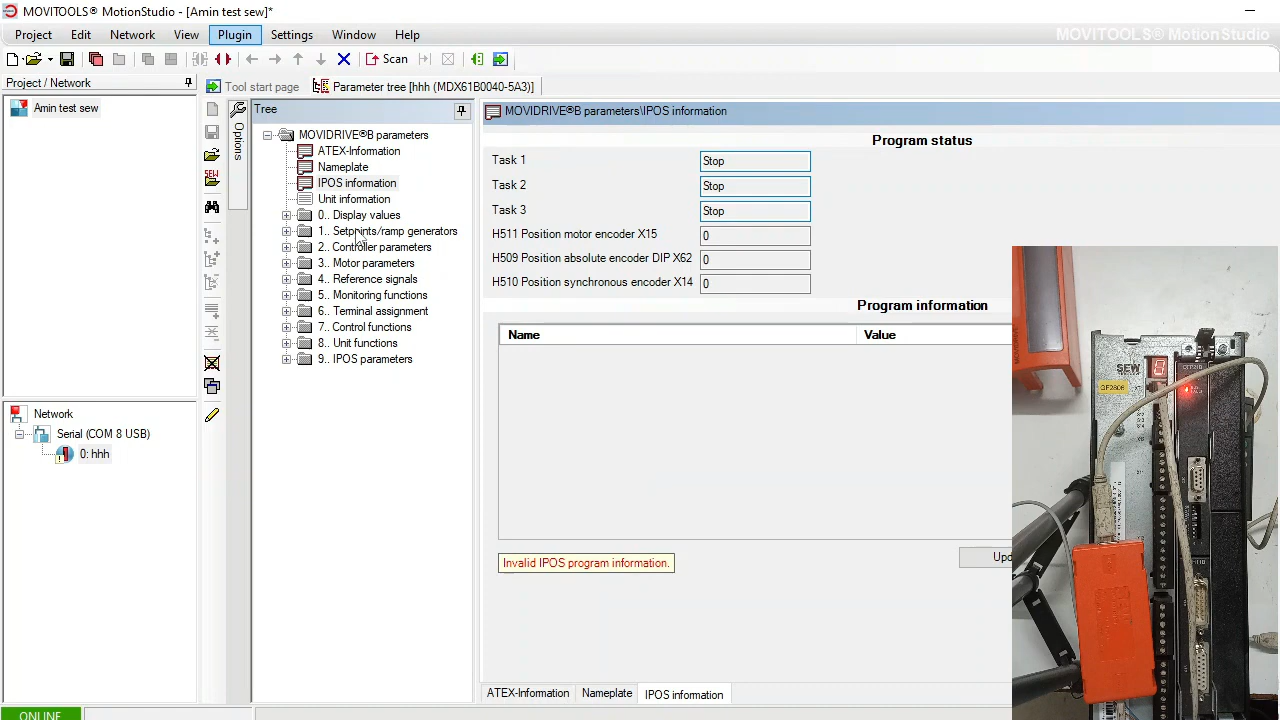 MOVITOOLS® MotionStudio - [Amin test sew]*
Project Edit Network View Plugin Settings Window Help
MOVITOOLS® MotionStudio
Scan
Project / Network
Tool start page
Parameter tree [hhh (MDX61B0040-5A3)]
Amin test sew
Network
Serial (COM 8 USB)
0: hhh
ONLINE
Options
SEW
Tree
MOVIDRIVE®B parameters
ATEX-Information
Nameplate
IPOS information
Unit information
0.. Display values
1.. Setpoints/ramp generators
2.. Controller parameters
3.. Motor parameters
4.. Reference signals
5.. Monitoring functions
6.. Terminal assignment
7.. Control functions
8.. Unit functions
9.. IPOS parameters
MOVIDRIVE®B parameters\IPOS information
Program status
Task 1 Stop
Task 2 Stop
Task 3 Stop
H511 Position motor encoder X15 0
H509 Position absolute encoder DIP X62 0
H510 Position synchronous encoder X14 0
Program information
Name Value
Invalid IPOS program information.
Upd
ATEX-Information Nameplate IPOS information
SEW